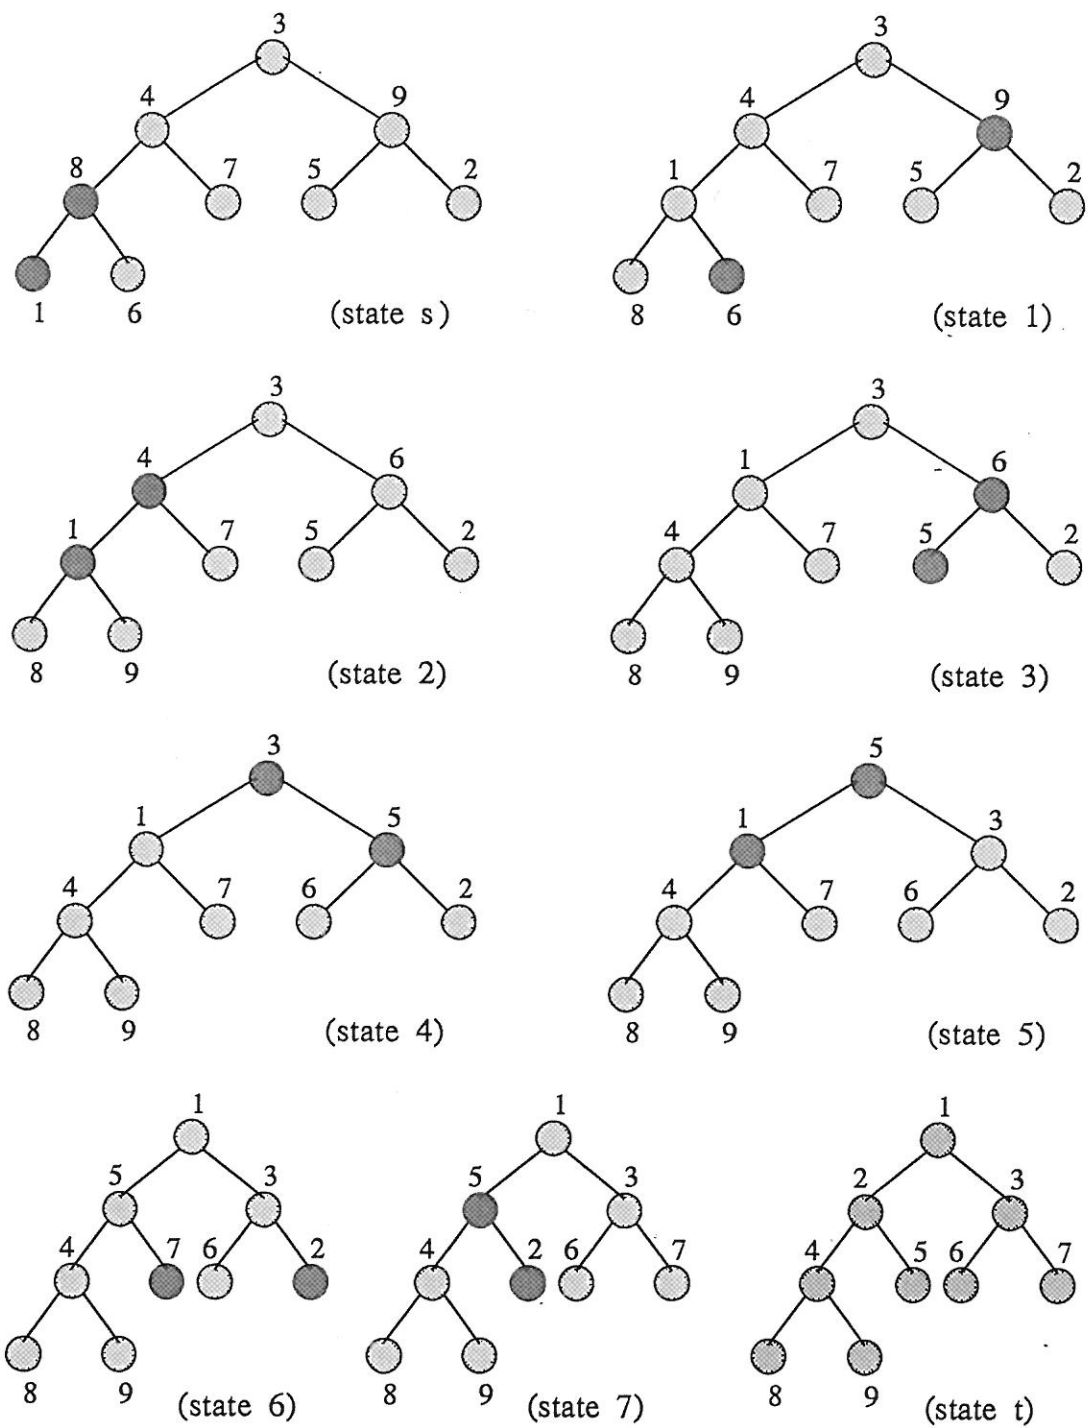 3 3
4 9 4 9
8 7 5 2 1 7 5 2
1 6 (state s) 8 6 (state 1)
3 3
4 6 1 6
1 7 5 2 4 7 5 2
8 9 (state 2) 8 9 (state 3)
3 5
1 5 1 3
4 7 6 2 4 7 6 2
8 9 (state 4) 8 9 (state 5)
1 1 1
5 3 5 3 2 3
4 7 6 2 4 2 6 7 4 5 6 7
8 9 (state 6) 8 9 (state 7) 8 9 (state t)